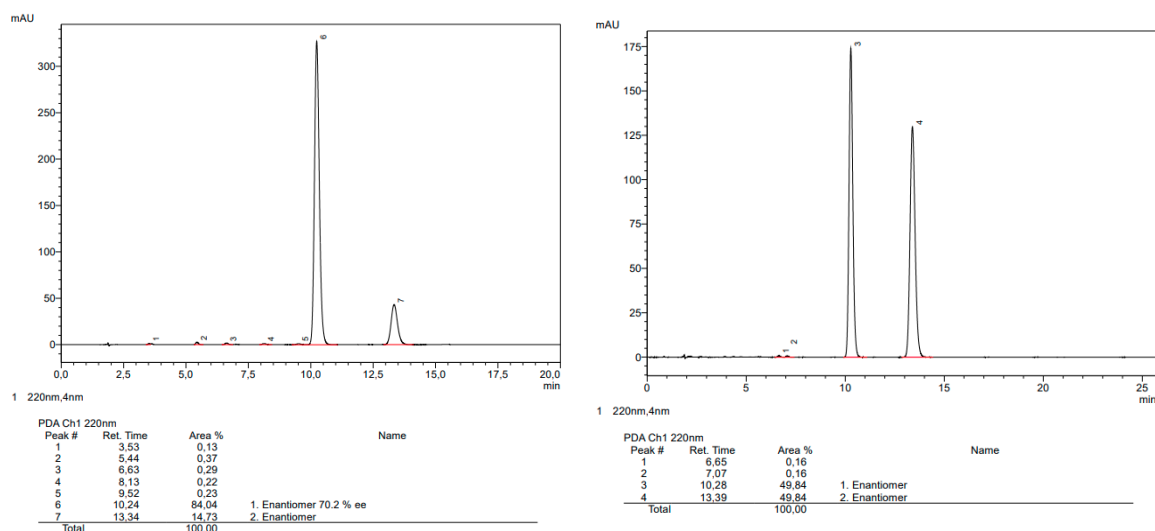 mAU
300
250
200
150
100
50
0
6
7
1
2
3
4
5
0,0 2,5 5,0 7,5 10,0 12,5 15,0 17,5 20,0
min
1 220nm,4nm
PDA Ch1 220nm
Peak # Ret. Time Area % Name
1 3,53 0,13
2 5,44 0,37
3 6,63 0,29
4 8,13 0,22
5 9,52 0,23
6 10,24 84,04 1. Enantiomer 70.2 % ee
7 13,34 14,73 2. Enantiomer
Total 100,00
mAU
175
150
125
100
75
50
25
0
3
4
1
2
0 5 10 15 20 25
min
1 220nm,4nm
PDA Ch1 220nm
Peak # Ret. Time Area % Name
1 6,65 0,16
2 7,07 0,16
3 10,28 49,84 1. Enantiomer
4 13,39 49,84 2. Enantiomer
Total 100,00